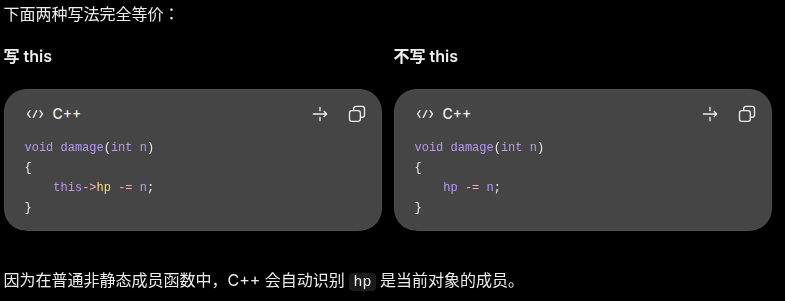 下面两种写法完全等价：
写 this
C++
void damage(int n)
{
    this->hp -= n;
}
不写 this
C++
void damage(int n)
{
    hp -= n;
}
因为在普通非静态成员函数中，C++ 会自动识别 hp 是当前对象的成员。